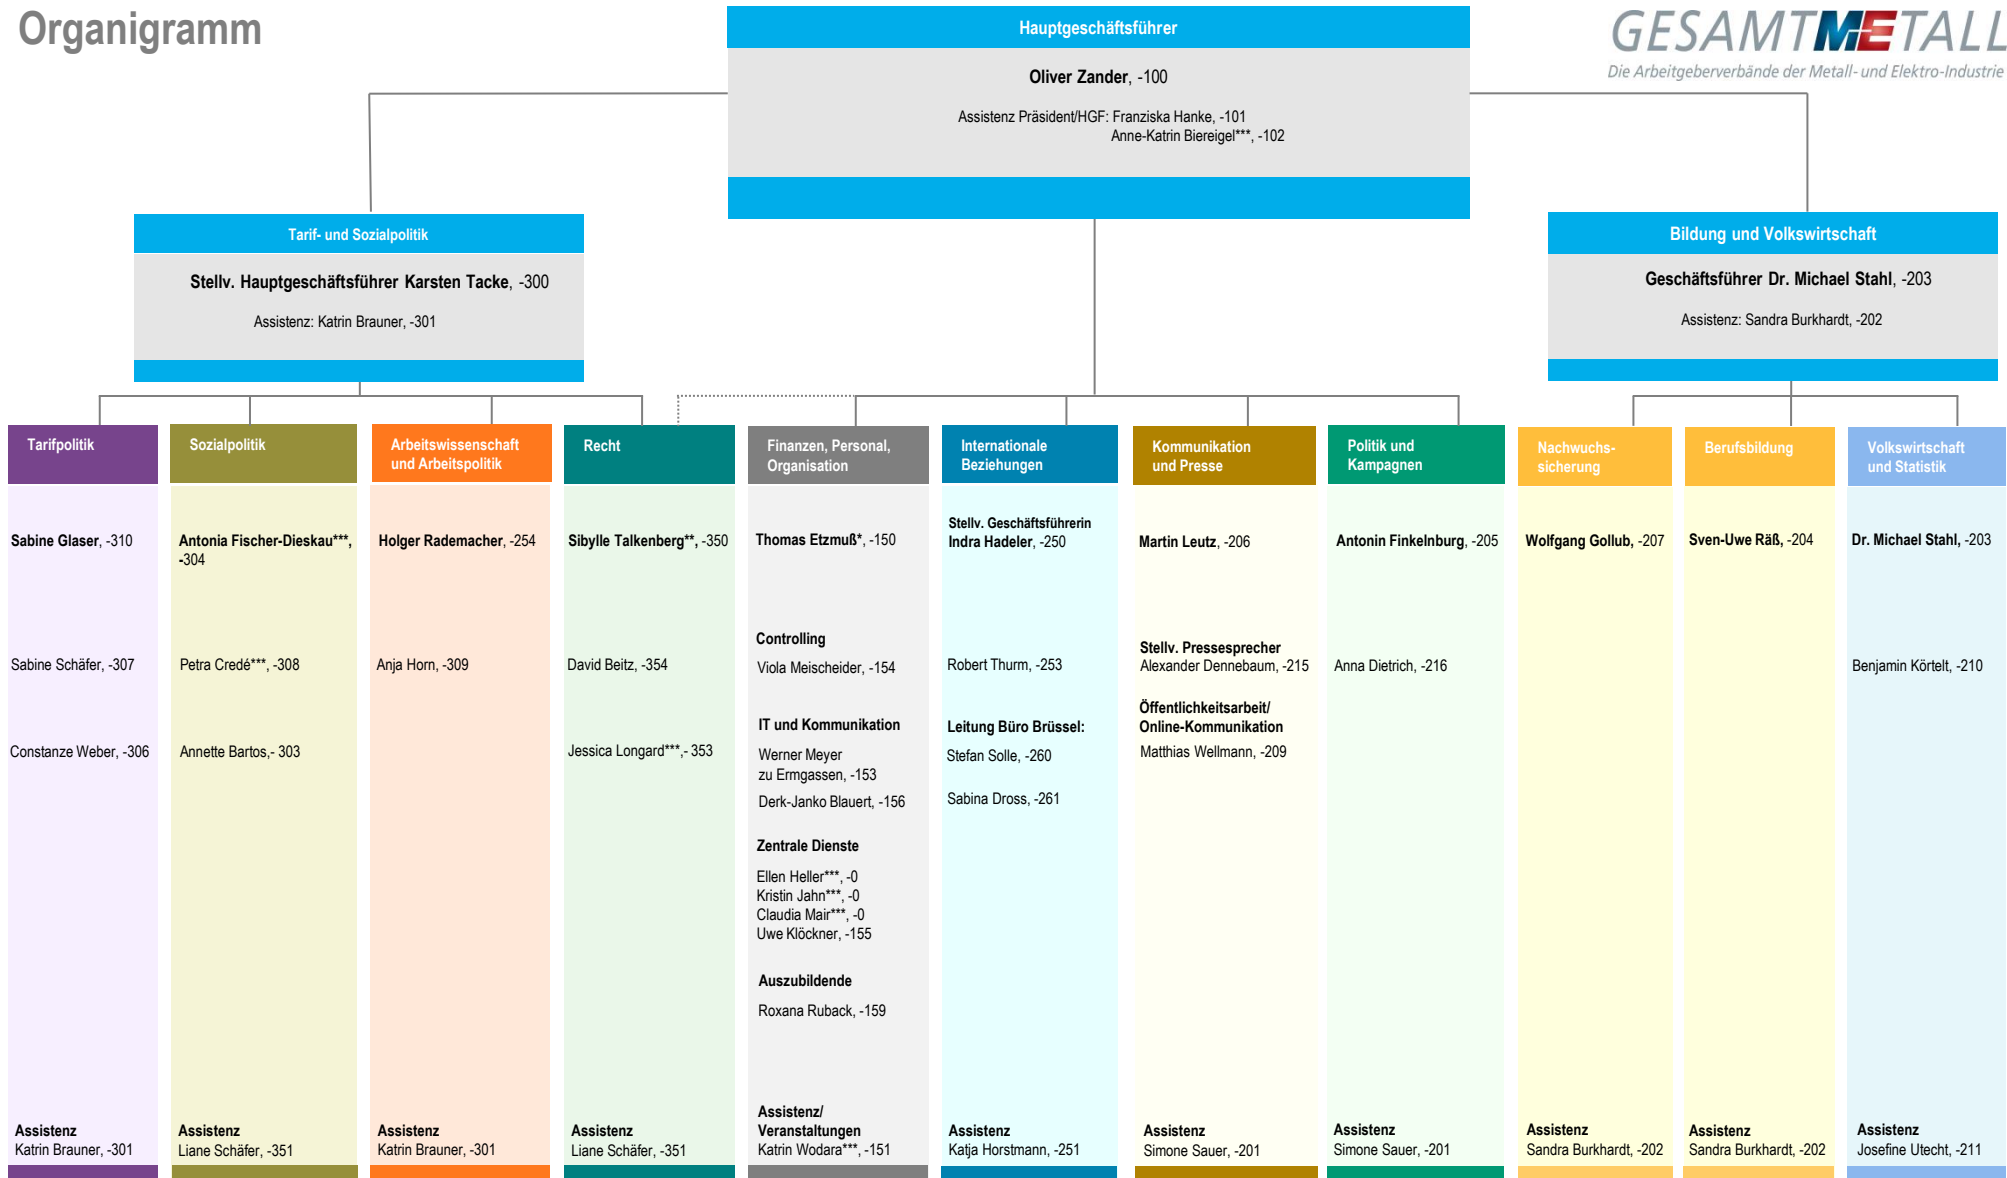 Organigramm
GESAMTMETALL
Die Arbeitgeberverbände der Metall- und Elektro-Industrie
Hauptgeschäftsführer
Oliver Zander, -100
Assistenz Präsident/HGF: Franziska Hanke, -101
Anne-Katrin Biereigel***, -102
Tarif- und Sozialpolitik
Stellv. Hauptgeschäftsführer Karsten Tacke, -300
Assistenz: Katrin Brauner, -301
Bildung und Volkswirtschaft
Geschäftsführer Dr. Michael Stahl, -203
Assistenz: Sandra Burkhardt, -202
Tarifpolitik
Sabine Glaser, -310
Sabine Schäfer, -307
Constanze Weber, -306
Assistenz
Katrin Brauner, -301
Sozialpolitik
Antonia Fischer-Dieskau***,
-304
Petra Credé***, -308
Annette Bartos,- 303
Assistenz
Liane Schäfer, -351
Arbeitswissenschaft
und Arbeitspolitik
Holger Rademacher, -254
Anja Horn, -309
Assistenz
Katrin Brauner, -301
Recht
Sibylle Talkenberg**, -350
David Beitz, -354
Jessica Longard***,- 353
Assistenz
Liane Schäfer, -351
Finanzen, Personal,
Organisation
Thomas Etzmuß*, -150
Controlling
Viola Meischeider, -154
IT und Kommunikation
Werner Meyer
zu Ermgassen, -153
Derk-Janko Blauert, -156
Zentrale Dienste
Ellen Heller***, -0
Kristin Jahn***, -0
Claudia Mair***, -0
Uwe Klöckner, -155
Auszubildende
Roxana Ruback, -159
Assistenz/
Veranstaltungen
Katrin Wodara***, -151
Internationale
Beziehungen
Stellv. Geschäftsführerin
Indra Hadeler, -250
Robert Thurm, -253
Leitung Büro Brüssel:
Stefan Solle, -260
Sabina Dross, -261
Assistenz
Katja Horstmann, -251
Kommunikation
und Presse
Martin Leutz, -206
Stellv. Pressesprecher
Alexander Dennebaum, -215
Öffentlichkeitsarbeit/
Online-Kommunikation
Matthias Wellmann, -209
Assistenz
Simone Sauer, -201
Politik und
Kampagnen
Antonin Finkelnburg, -205
Anna Dietrich, -216
Assistenz
Simone Sauer, -201
Nachwuchs-
sicherung
Wolfgang Gollub, -207
Assistenz
Sandra Burkhardt, -202
Berufsbildung
Sven-Uwe Räß, -204
Assistenz
Sandra Burkhardt, -202
Volkswirtschaft
und Statistik
Dr. Michael Stahl, -203
Benjamin Körtelt, -210
Assistenz
Josefine Utecht, -211